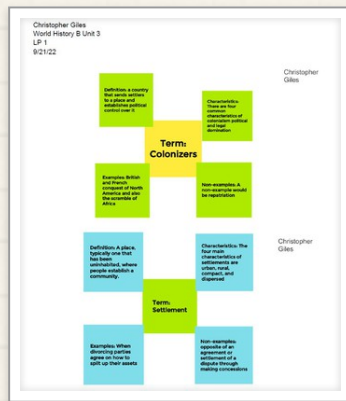 Christopher Giles
World History B Unit 3
LP 1
9/21/22
Christopher
Giles
Definition: a country
that sends settlers
to a place and
establishes political
control over it
Characteristics:
There are four
common
characteristics of
colonialism political
and legal
domination
Term:
Colonizers
Examples: British and
French
conquest of North
America and also
the scramble of
Africa
Non-examples: A
non-example would
be repatriation
Christopher
Giles
Definition: A place,
typically one that
has been
uninhabited, where
people establish a
community.
Characteristics: The
four main
characteristics of
settlements are
urban, rural,
compact, and
dispersed
Term:
Settlement
Examples: When
divorcing parties
agree on how to
split up their assets
Non-examples:
opposite of an
agreement or
settlement of
a dispute through
making concessions